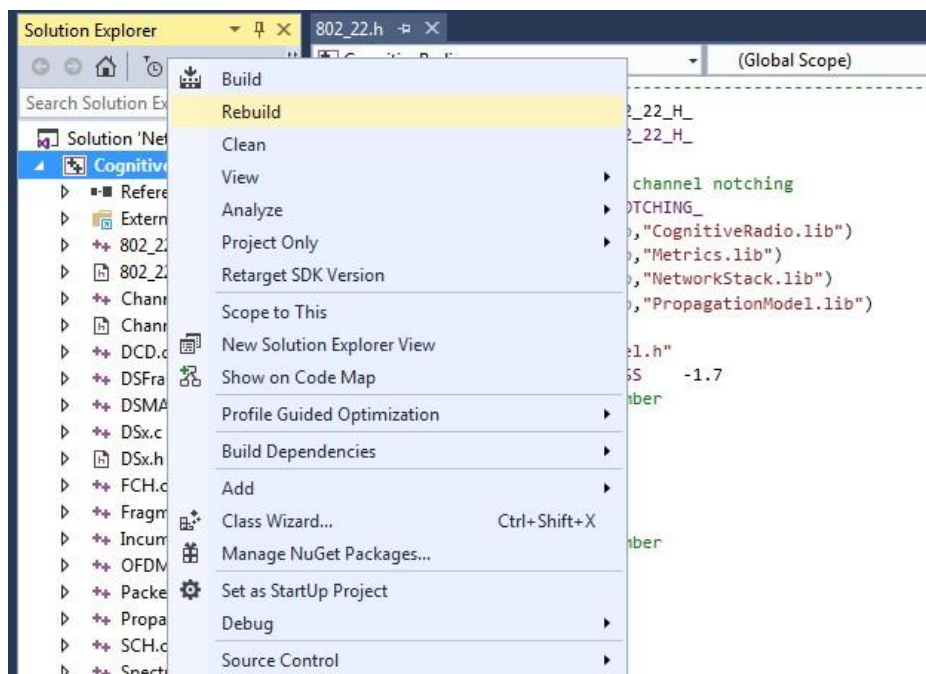 Solution Explorer
802_22.h
(Global Scope)
Search Solution Ex
Solution 'Net
Cognitive
Refere
Extern
802_22
802_22
Chann
Chann
DCD.c
DSFra
DSMA
DSx.c
DSx.h
FCH.c
Fragm
Incum
OFDM
Packe
Propa
SCH.c
Spect
Build
Rebuild
Clean
View
Analyze
Project Only
Retarget SDK Version
Scope to This
New Solution Explorer View
Show on Code Map
Profile Guided Optimization
Build Dependencies
Add
Class Wizard... Ctrl+Shift+X
Manage NuGet Packages...
Set as StartUp Project
Debug
Source Control
2_22_H_
2_22_H_
channel notching
OTCHING_
,"CognitiveRadio.lib")
,"Metrics.lib")
,"NetworkStack.lib")
,"PropagationModel.lib")
el.h"
SS -1.7
mber
mber